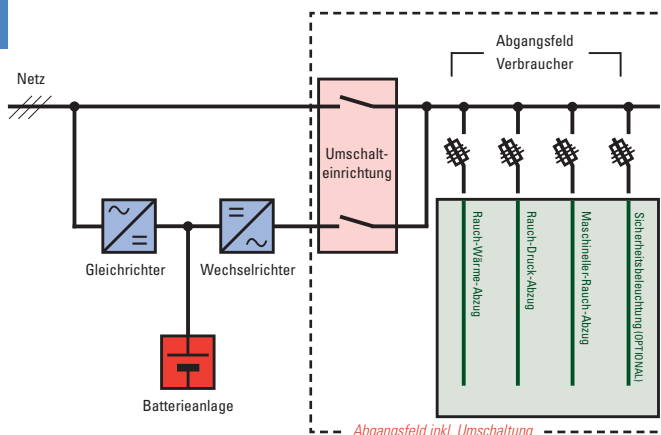 Abgangsfeld
Verbraucher
Netz
Umschalt-
einrichtung
Gleichrichter
Wechselrichter
Rauch-Wärme-Abzug
Rauch-Druck-Abzug
Maschineller-Rauch-Abzug
Sicherheitsbeleuchtung (OPTIONAL)
Batterieanlage
Abgangsfeld inkl. Umschaltung